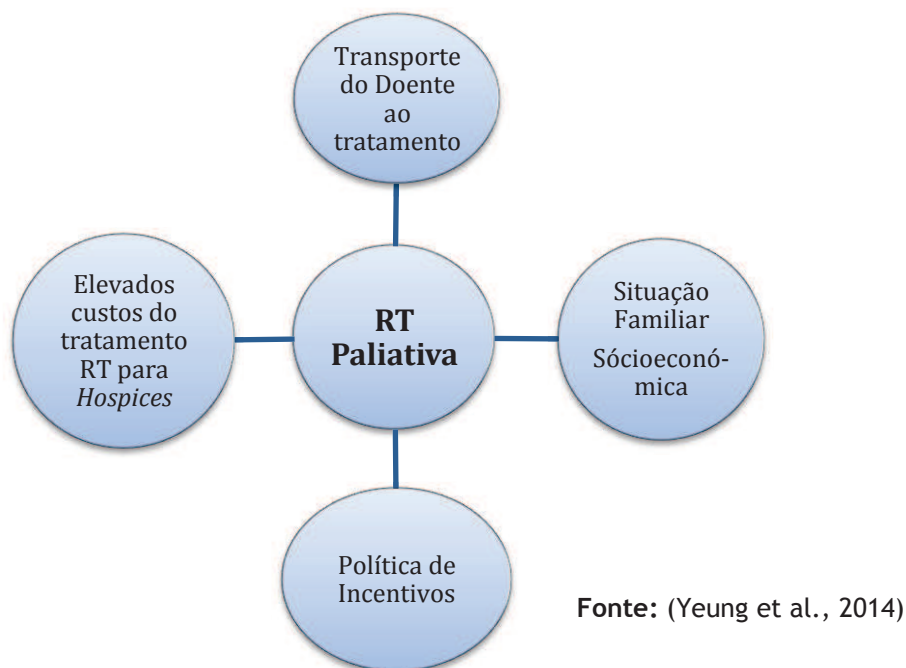 Transporte
do Doente
ao
tratamento
Elevados
custos do
tratamento
RT para
Hospices
RT
Paliativa
Situação
Familiar
Sócioeconó-
mica
Política de
Incentivos
Fonte: (Yeung et al., 2014)